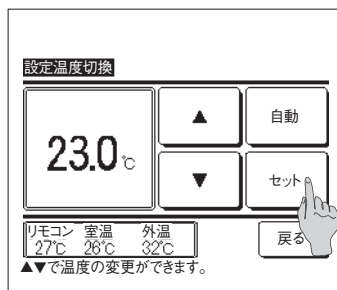 設定温度切換
▲ 自動
23.0℃
▼ セット
リモコン 室温 外温
27℃ 26℃ 32℃
戻る
▲▼で温度の変更ができます。